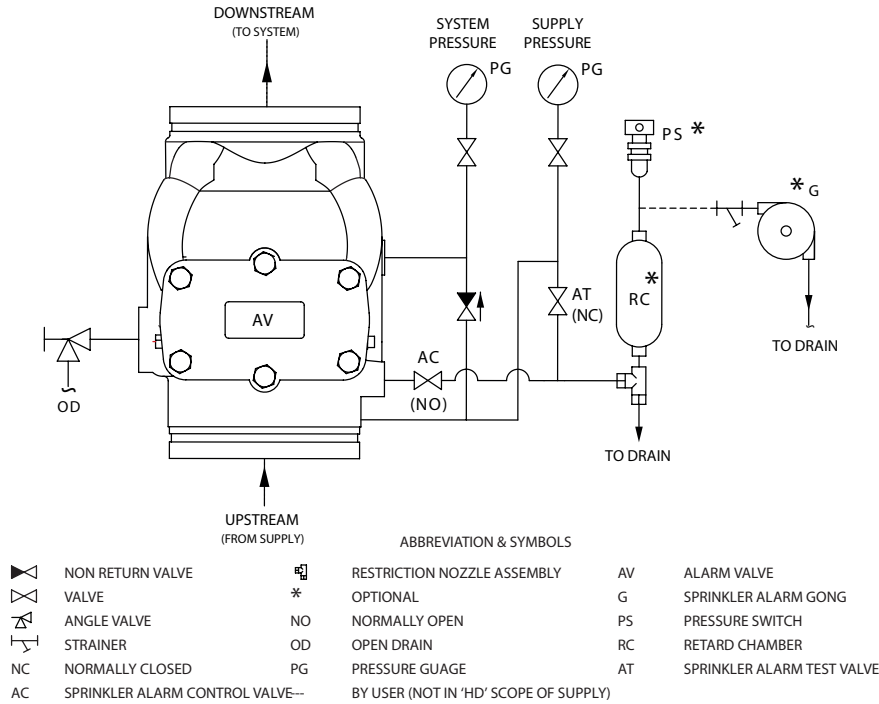 DOWNSTREAM
(TO SYSTEM)
SYSTEM
PRESSURE
SUPPLY
PRESSURE
PG
PG
PS *
* G
AV
AT
(NC)
* RC
TO DRAIN
AC
(NO)
OD
TO DRAIN
UPSTREAM
(FROM SUPPLY)
ABBREVIATION & SYMBOLS
NON RETURN VALVE
RESTRICTION NOZZLE ASSEMBLY
AV ALARM VALVE
VALVE
* OPTIONAL
G SPRINKLER ALARM GONG
ANGLE VALVE
NO NORMALLY OPEN
PS PRESSURE SWITCH
STRAINER
OD OPEN DRAIN
RC RETARD CHAMBER
NC NORMALLY CLOSED
PG PRESSURE GUAGE
AT SPRINKLER ALARM TEST VALVE
AC SPRINKLER ALARM CONTROL VALVE
--- BY USER (NOT IN 'HD' SCOPE OF SUPPLY)